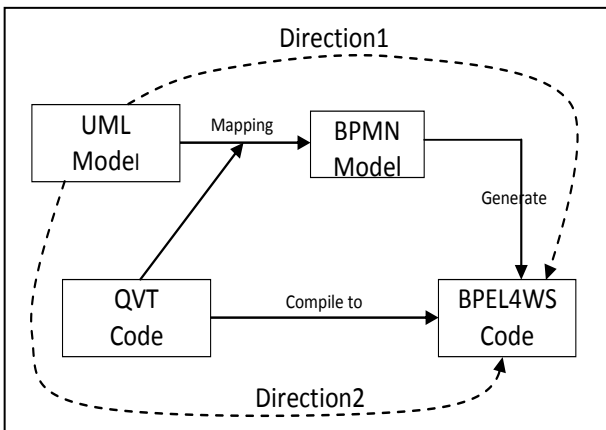 Direction1
UML
Model
Mapping
BPMN
Model
Generate
QVT
Code
Compile to
BPEL4WS
Code
Direction2